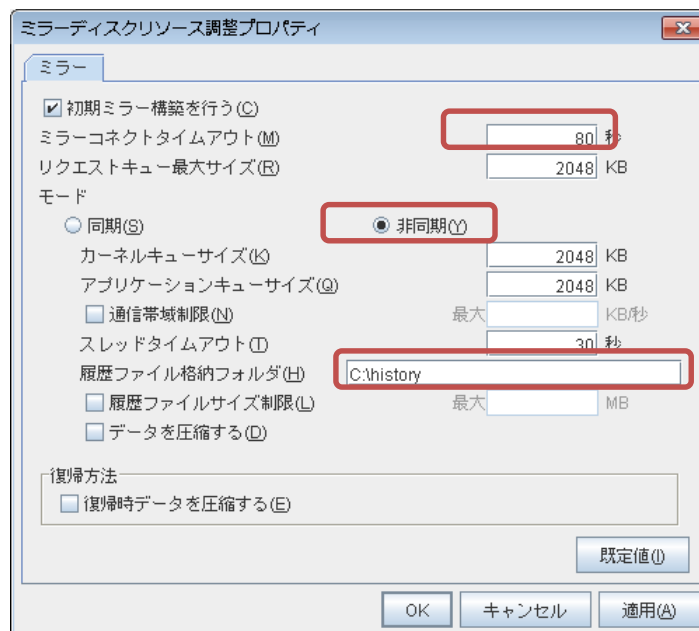 ミラーディスクリソース調整プロパティ
ミラー
初期ミラー構築を行う(C)
ミラーコネクトタイムアウト(M) 80 秒
リクエストキュー最大サイズ(R) 2048 KB
モード
同期(S) 非同期(Y)
カーネルキューサイズ(K) 2048 KB
アプリケーションキューサイズ(Q) 2048 KB
通信帯域制限(N) 最大 KB/秒
スレッドタイムアウト(T) 30 秒
履歴ファイル格納フォルダ(H) C:\history
履歴ファイルサイズ制限(L) 最大 MB
データを圧縮する(D)
復帰方法
復帰時データを圧縮する(E)
既定値(I)
OK キャンセル 適用(A)